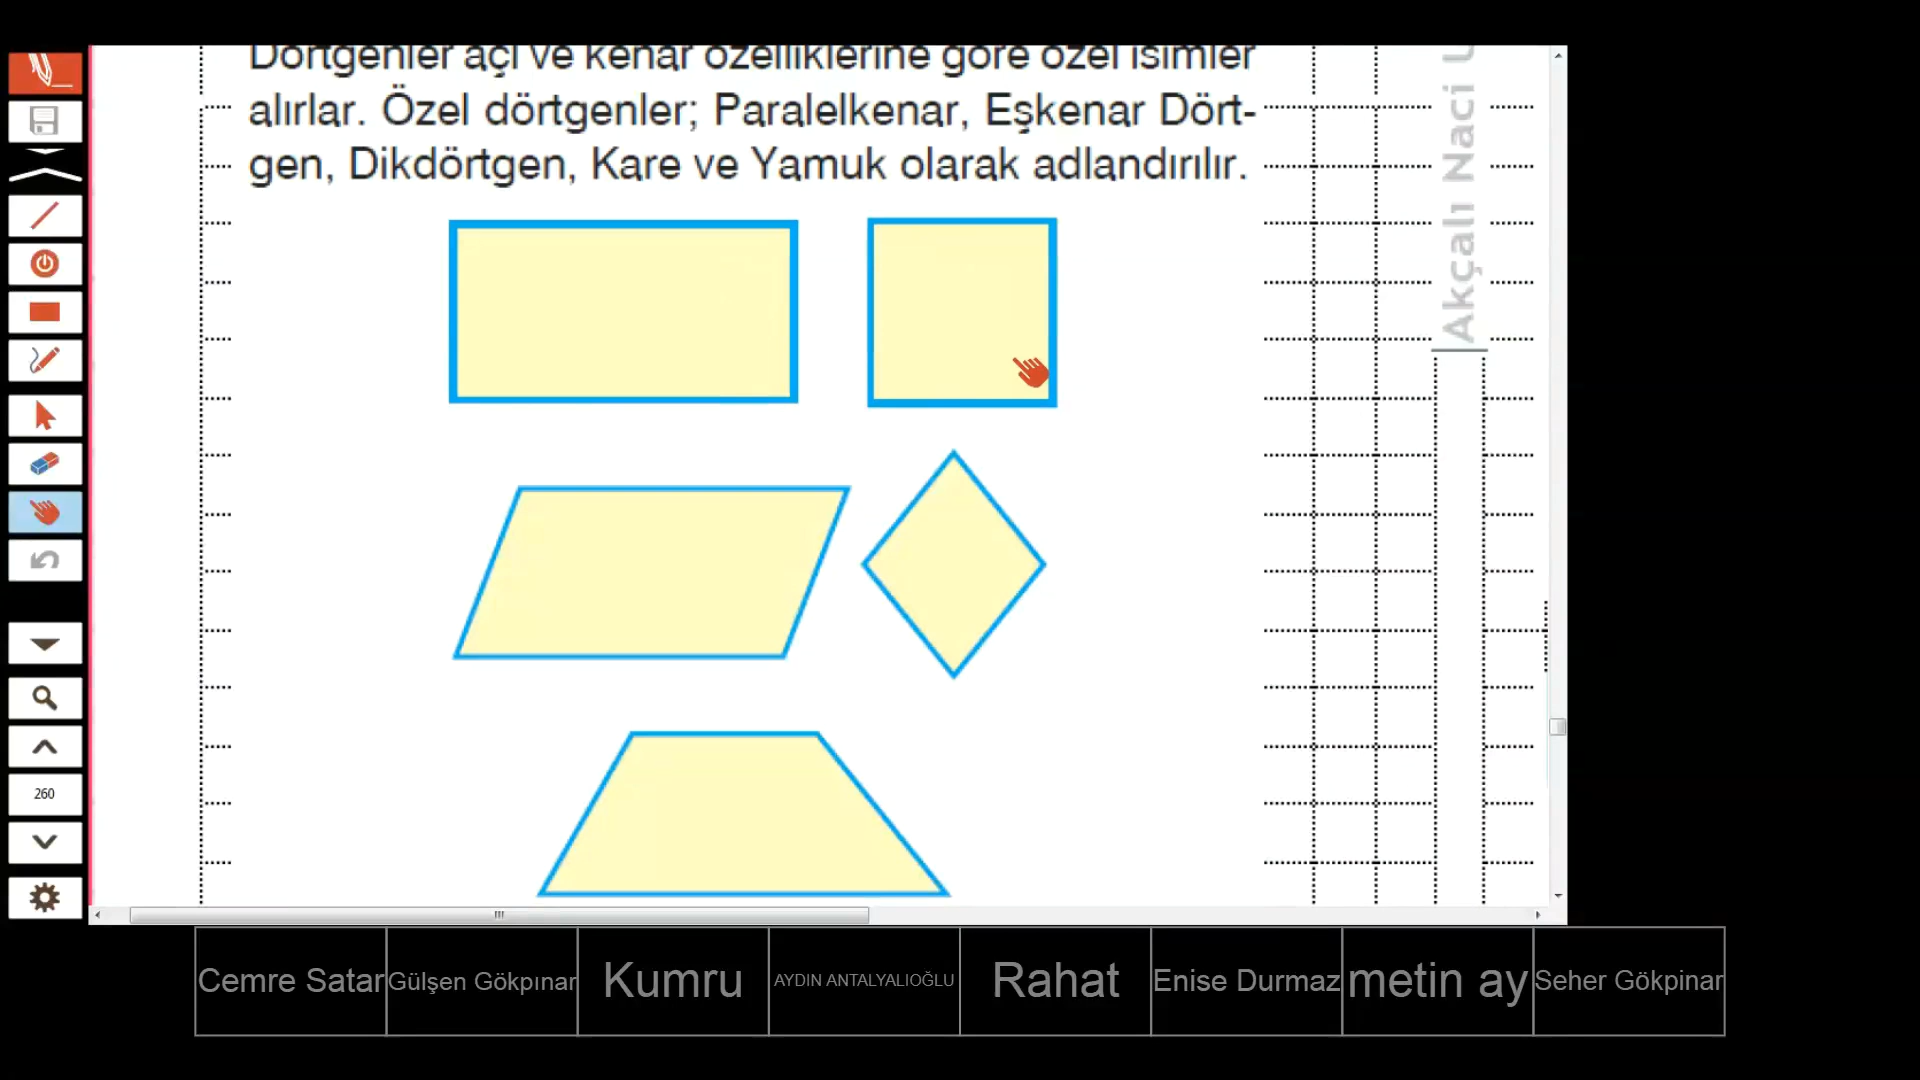 Dörtgenler açı ve kenar özelliklerine göre özel isimler
alırlar. Özel dörtgenler; Paralelkenar, Eşkenar Dört-
gen, Dikdörtgen, Kare ve Yamuk olarak adlandırılır.
Akçalı Naci
260
Cemre Satar
Gülşen Gökpınar
Kumru
AYDIN ANTALYALIOĞLU
Rahat
Enise Durmaz
metin ay
Seher Gökpinar